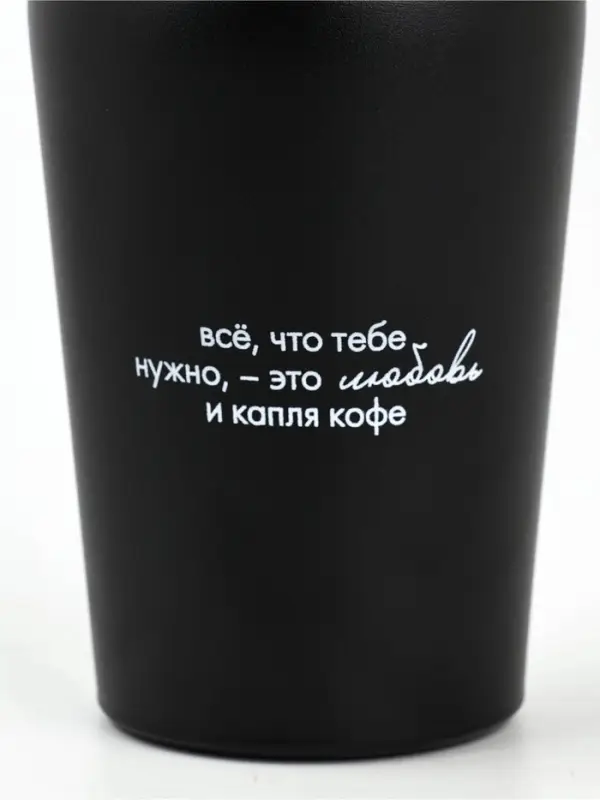 всё, что тебе
нужно, – это любовь
и капля кофе